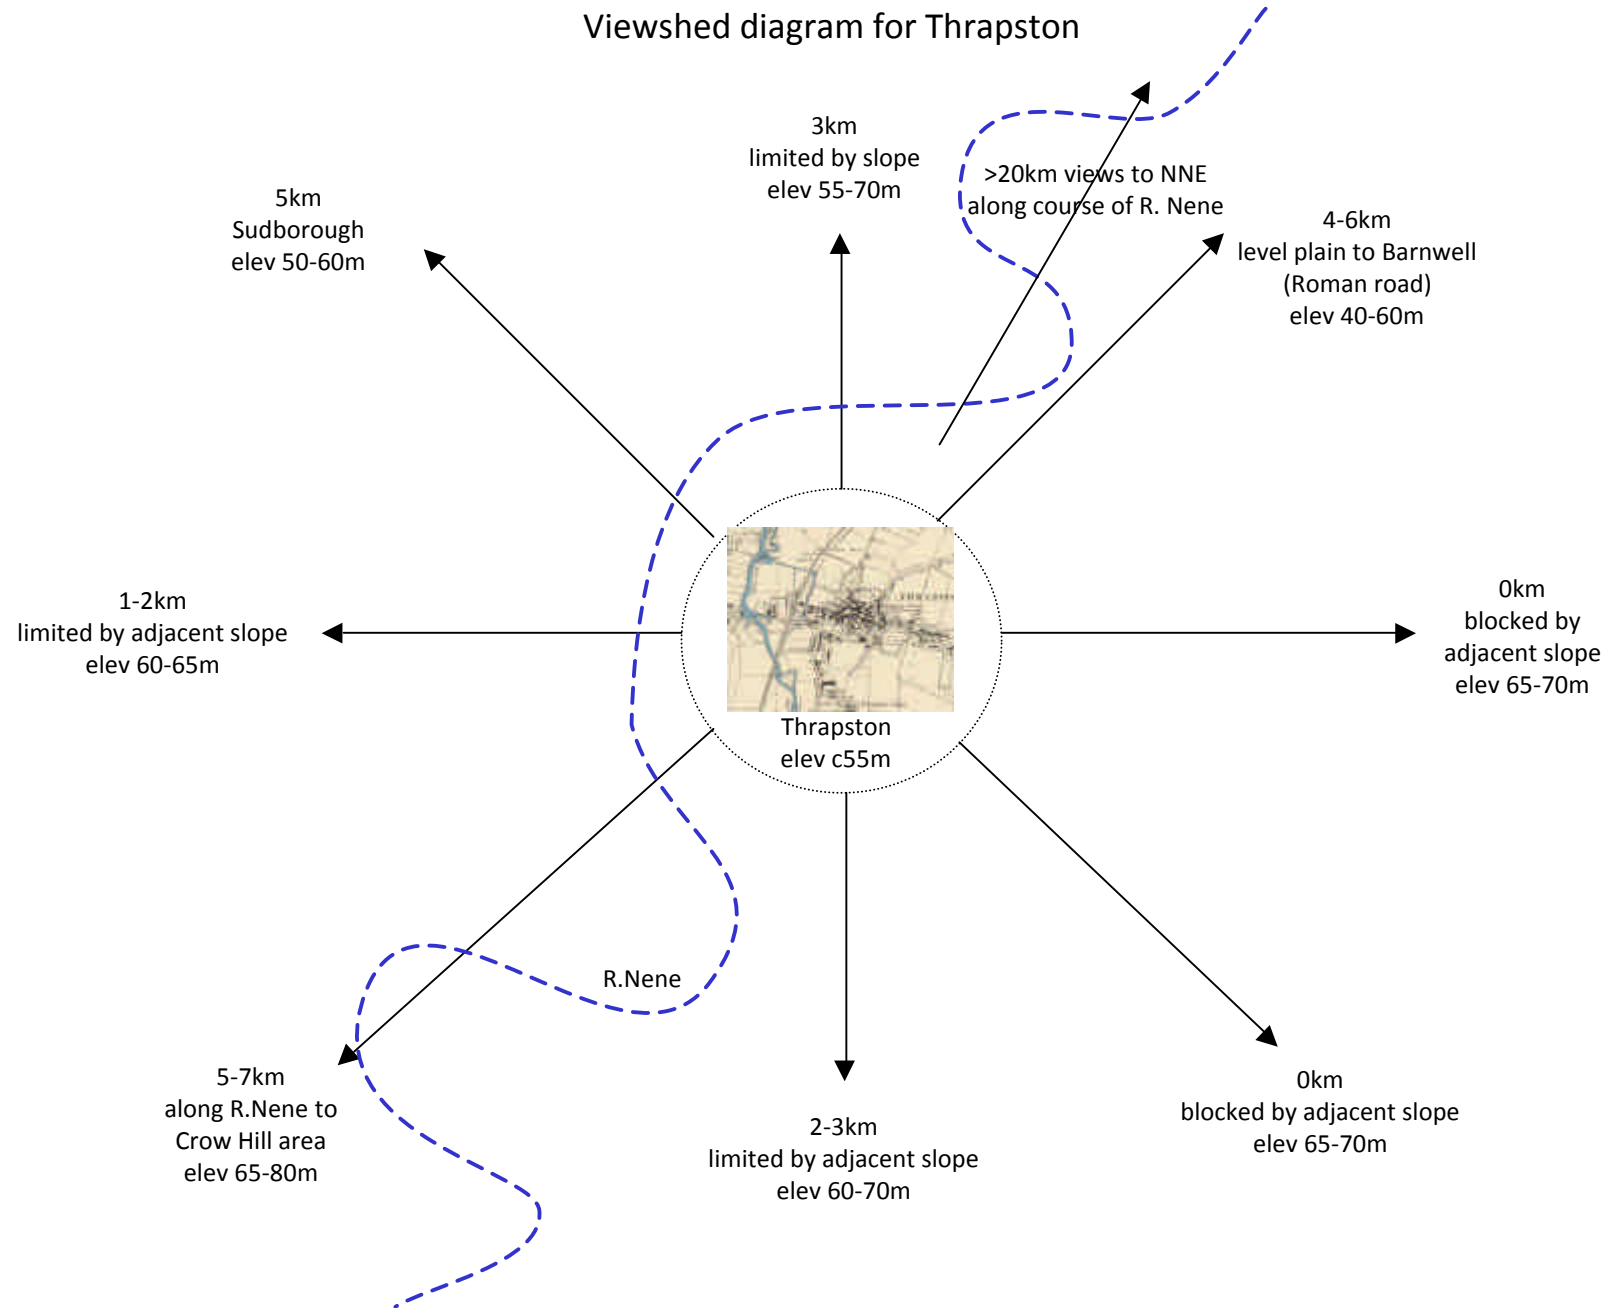 Viewshed diagram for Thrapston
3km
limited by slope
elev 55-70m
>20km views to NNE
along course of R. Nene
5km
Sudborough
elev 50-60m
4-6km
level plain to Barnwell
(Roman road)
elev 40-60m
1-2km
limited by adjacent slope
elev 60-65m
0km
blocked by
adjacent slope
elev 65-70m
Thrapston
elev c55m
R.Nene
5-7km
along R.Nene to
Crow Hill area
elev 65-80m
2-3km
limited by adjacent slope
elev 60-70m
0km
blocked by adjacent slope
elev 65-70m